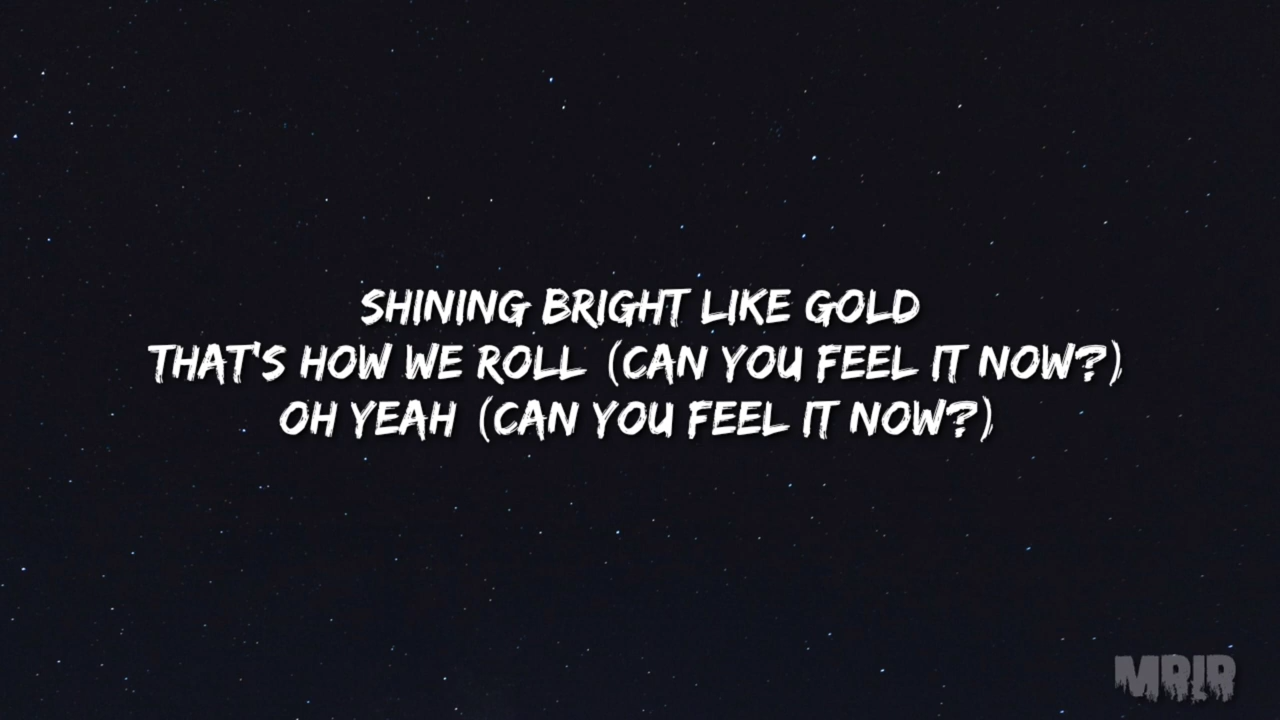 SHINING BRIGHT LIKE GOLD
THAT'S HOW WE ROLL (CAN YOU FEEL IT NOW?)
OH YEAH (CAN YOU FEEL IT NOW?)
MRIR